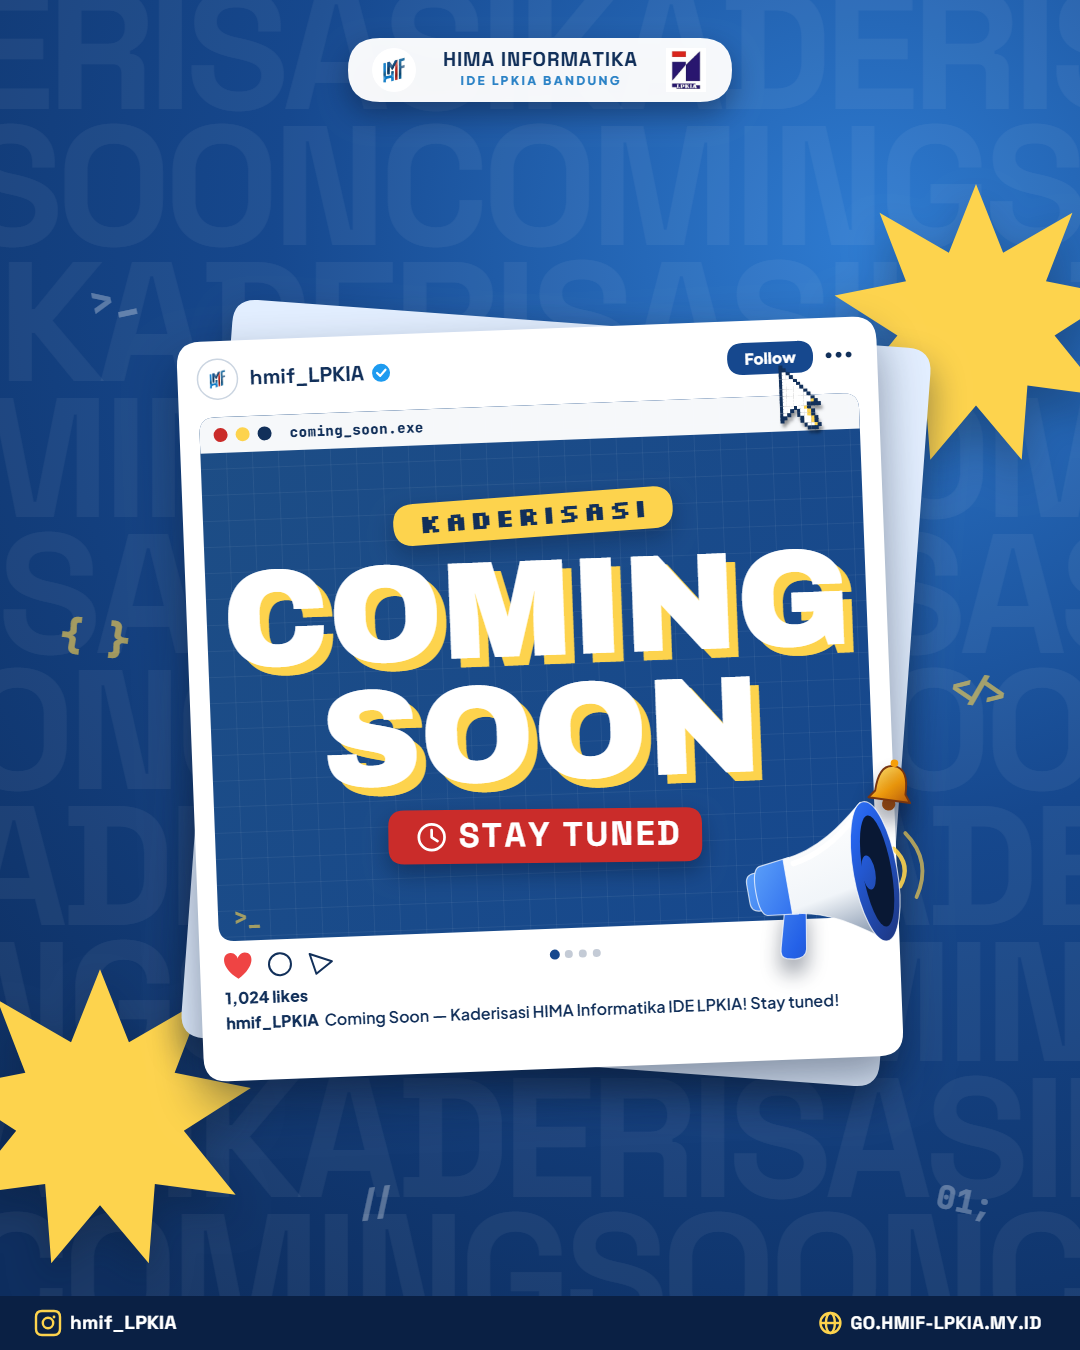 HIMA INFORMATIKA
IDE LPKIA BANDUNG
LPKIA
>_
hmif_LPKIA
Follow
coming_soon.exe
KADERISASI
COMING
SOON
STAY TUNED
>_
{ }
</>
1,024 likes
hmif_LPKIA Coming Soon — Kaderisasi HIMA Informatika IDE LPKIA! Stay tuned!
//
01;
hmif_LPKIA
GO.HMIF-LPKIA.MY.ID